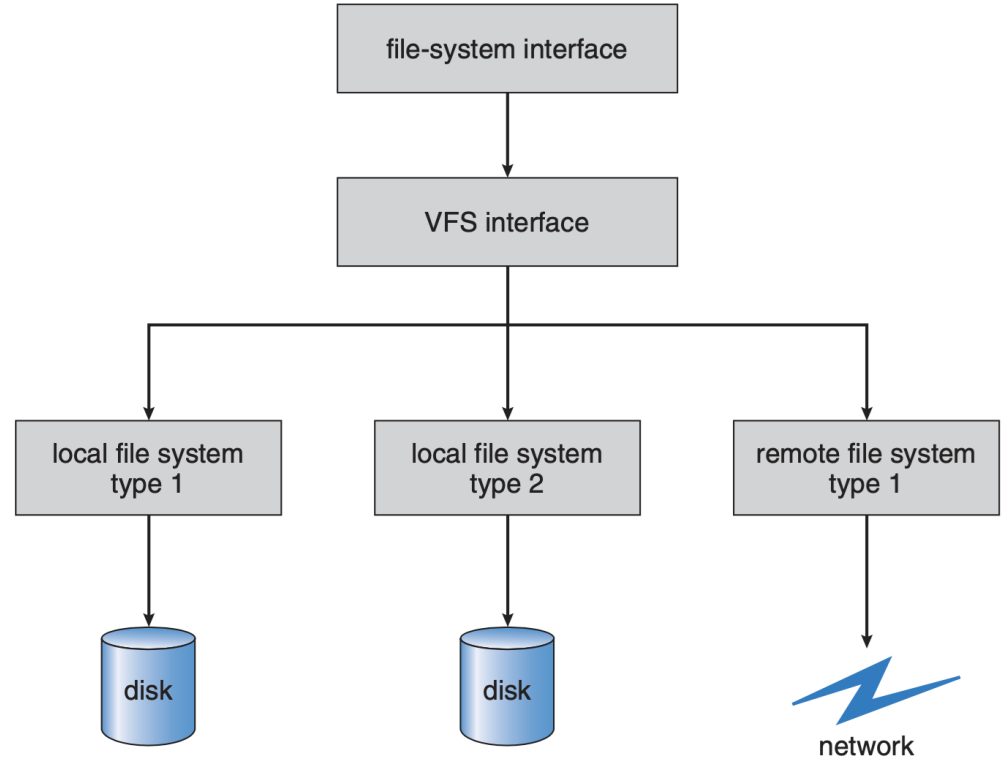 file-system interface
VFS interface
local file system
type 1
local file system
type 2
remote file system
type 1
disk
disk
network